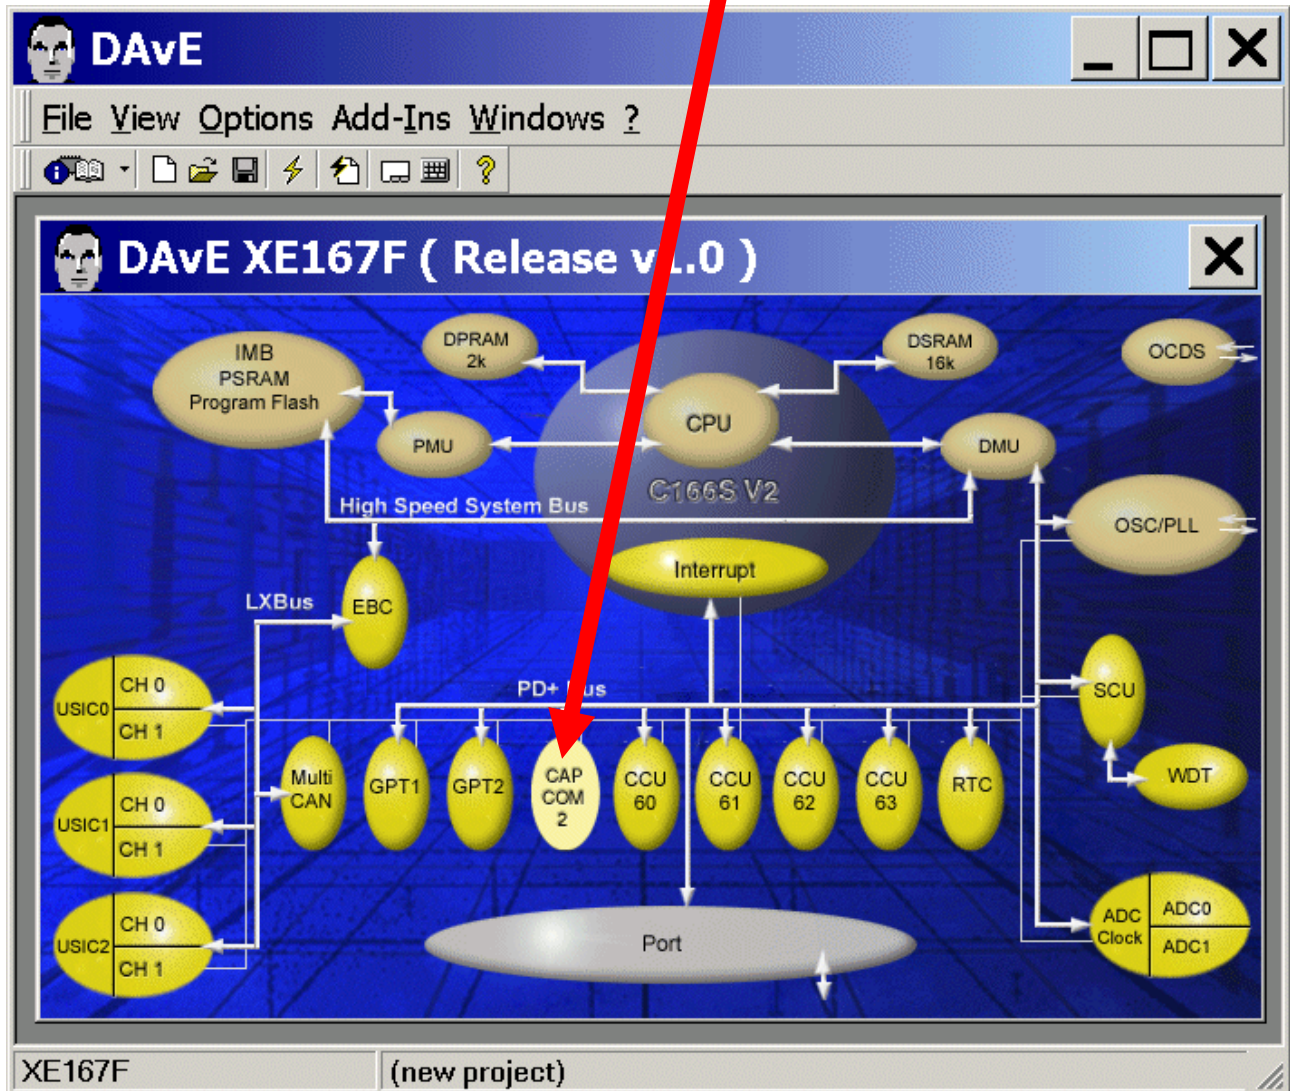 DAvE
File View Options Add-Ins Windows ?
DAvE XE167F ( Release v1.0 )
IMB
PSRAM
Program Flash
DPRAM
2k
DSRAM
16k
OCDS
CPU
PMU
DMU
C166S V2
High Speed System Bus
OSC/PLL
Interrupt
LXBus
EBC
PD+ Bus
SCU
USIC0
CH 0
CH 1
Multi
CAN
GPT1
GPT2
CAP
COM
2
CCU
60
CCU
61
CCU
62
CCU
63
RTC
WDT
USIC1
CH 0
CH 1
USIC2
CH 0
CH 1
Port
ADC
Clock
ADC0
ADC1
XE167F
(new project)